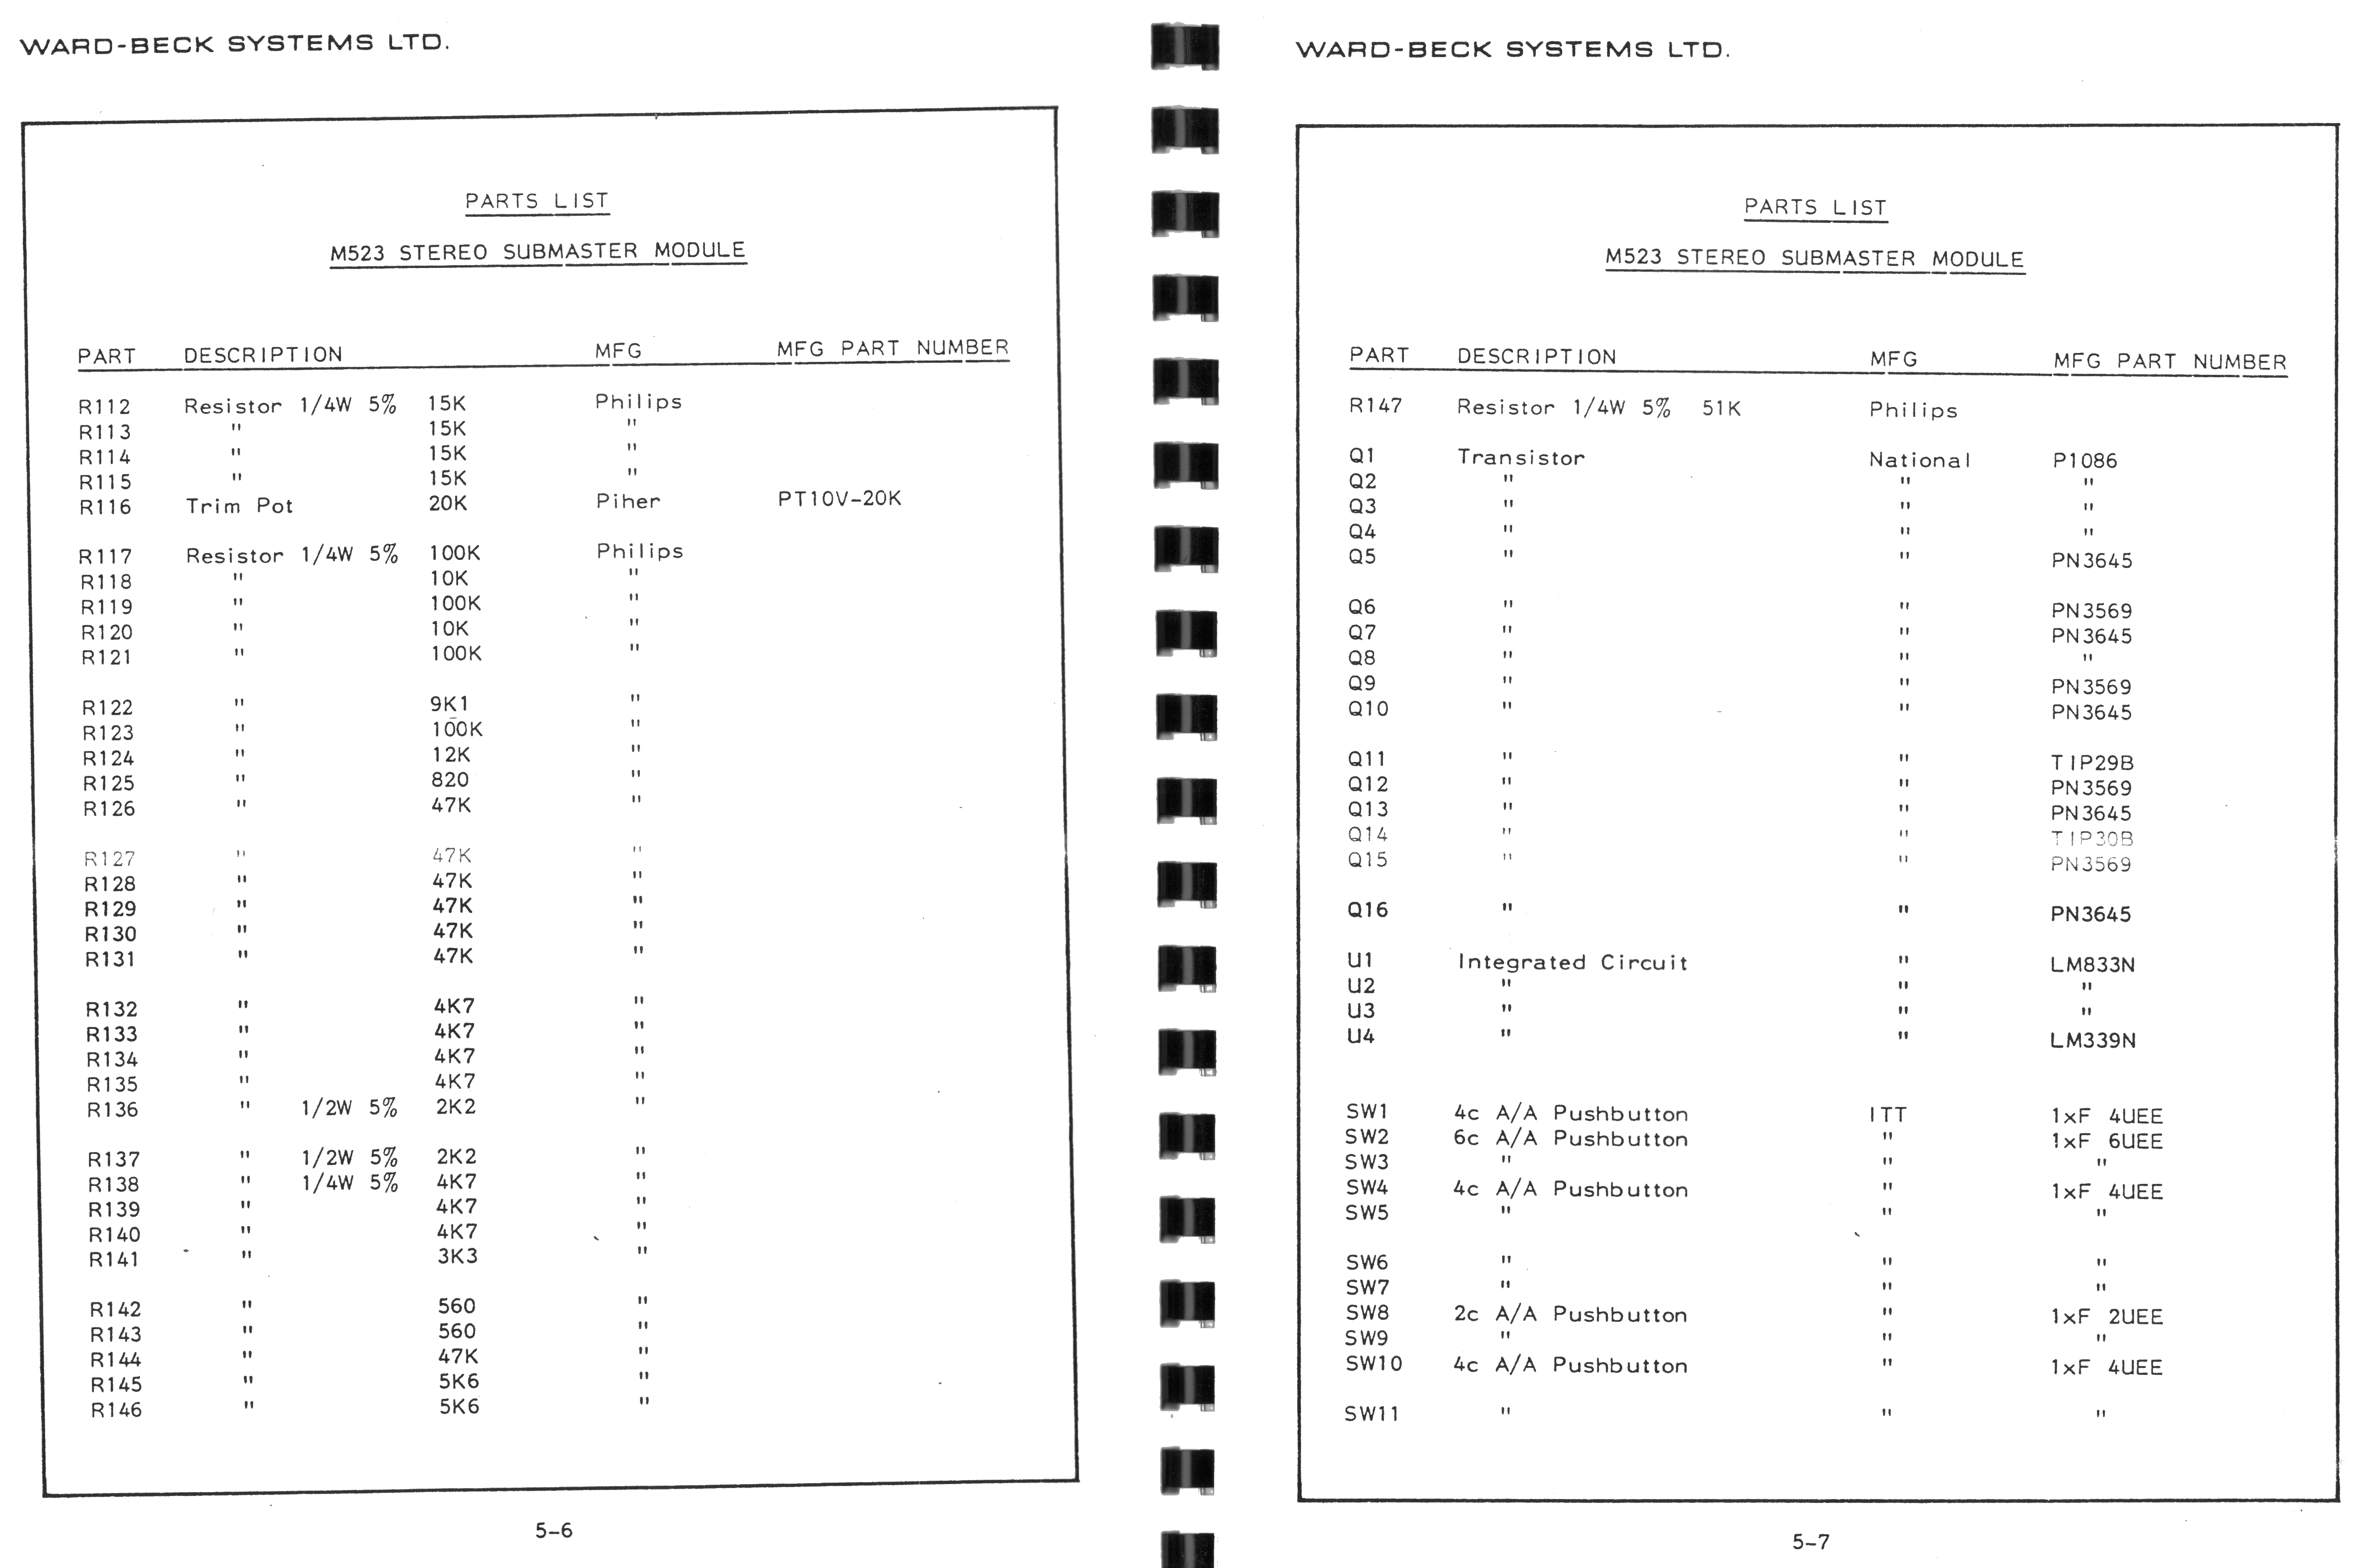 WARD-BECK SYSTEMS LTD.
PARTS LIST
M523 STEREO SUBMASTER MODULE
PART DESCRIPTION MFG MFG PART NUMBER
R112 Resistor 1/4W 5% 15K Philips
R113 " 15K "
R114 " 15K "
R115 " 15K "
R116 Trim Pot 20K Piher PT10V-20K
R117 Resistor 1/4W 5% 100K Philips
R118 " 10K "
R119 " 100K "
R120 " 10K "
R121 " 100K "
R122 " 9K1 "
R123 " 100K "
R124 " 12K "
R125 " 820 "
R126 " 47K "
R127 " 47K "
R128 " 47K "
R129 " 47K "
R130 " 47K "
R131 " 47K "
R132 " 4K7 "
R133 " 4K7 "
R134 " 4K7 "
R135 " 4K7 "
R136 " 1/2W 5% 2K2 "
R137 " 1/2W 5% 2K2 "
R138 " 1/4W 5% 4K7 "
R139 " 4K7 "
R140 " 4K7 "
R141 " 3K3 "
R142 " 560 "
R143 " 560 "
R144 " 47K "
R145 " 5K6 "
R146 " 5K6 "
5-6
WARD-BECK SYSTEMS LTD.
PARTS LIST
M523 STEREO SUBMASTER MODULE
PART DESCRIPTION MFG MFG PART NUMBER
R147 Resistor 1/4W 5% 51K Philips
Q1 Transistor National P1086
Q2 " " "
Q3 " " "
Q4 " " "
Q5 " " PN3645
Q6 " " PN3569
Q7 " " PN3645
Q8 " " "
Q9 " " PN3569
Q10 " " PN3645
Q11 " " TIP29B
Q12 " " PN3569
Q13 " " PN3645
Q14 " " TIP30B
Q15 " " PN3569
Q16 " " PN3645
U1 Integrated Circuit " LM833N
U2 " " "
U3 " " "
U4 " " LM339N
SW1 4c A/A Pushbutton ITT 1xF 4UEE
SW2 6c A/A Pushbutton " 1xF 6UEE
SW3 " " "
SW4 4c A/A Pushbutton " 1xF 4UEE
SW5 " " "
SW6 " " "
SW7 " " "
SW8 2c A/A Pushbutton " 1xF 2UEE
SW9 " " "
SW10 4c A/A Pushbutton " 1xF 4UEE
SW11 " " "
5-7